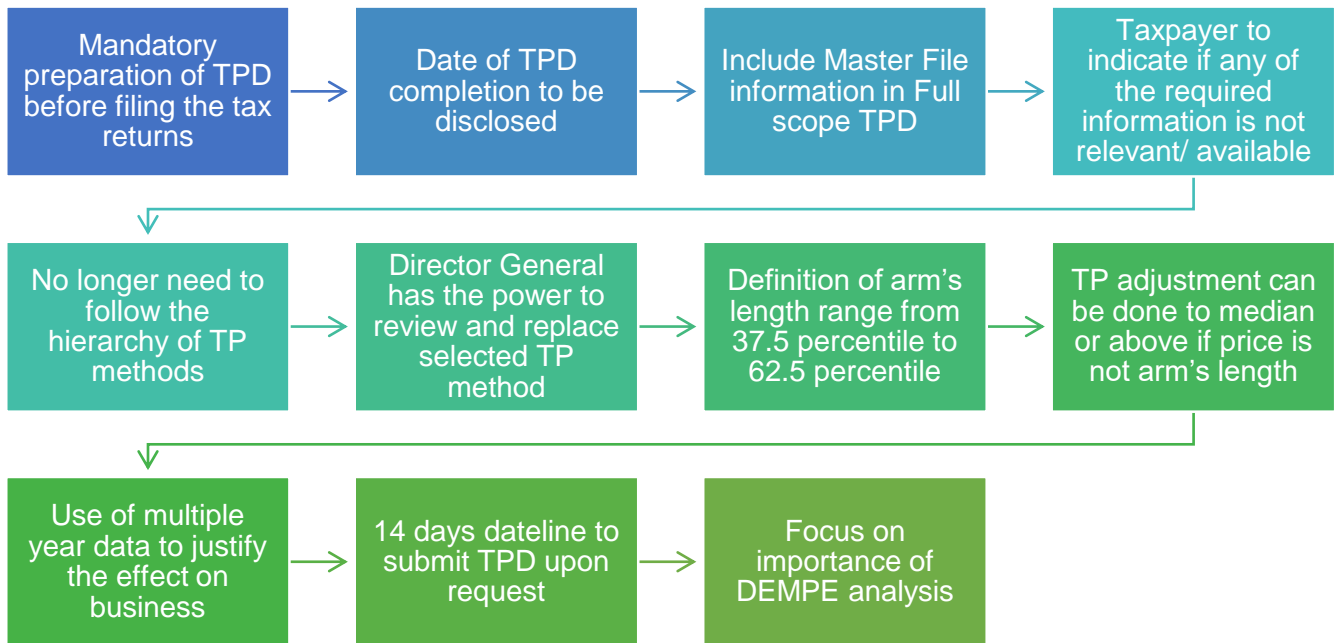 Mandatory
preparation of TPD
before filing the tax
returns
Date of TPD
completion to be
disclosed
Include Master File
information in Full
scope TPD
Taxpayer to
indicate if any of
the required
information is not
relevant/ available
No longer need to
follow the
hierarchy of TP
methods
Director General
has the power to
review and replace
selected TP
method
Definition of arm’s
length range from
37.5 percentile to
62.5 percentile
TP adjustment can
be done to median
or above if price is
not arm’s length
Use of multiple
year data to justify
the effect on
business
14 days dateline to
submit TPD upon
request
Focus on
importance of
DEMPE analysis